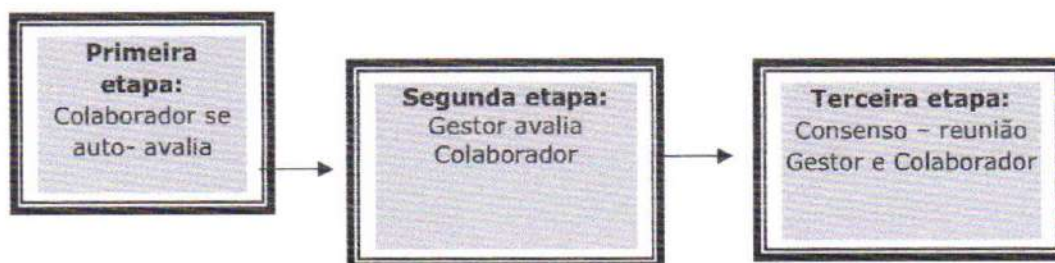 Primeira
etapa:
Colaborador se
auto- avalia
Segunda etapa:
Gestor avalia
Colaborador
Terceira etapa:
Consenso – reunião
Gestor e Colaborador